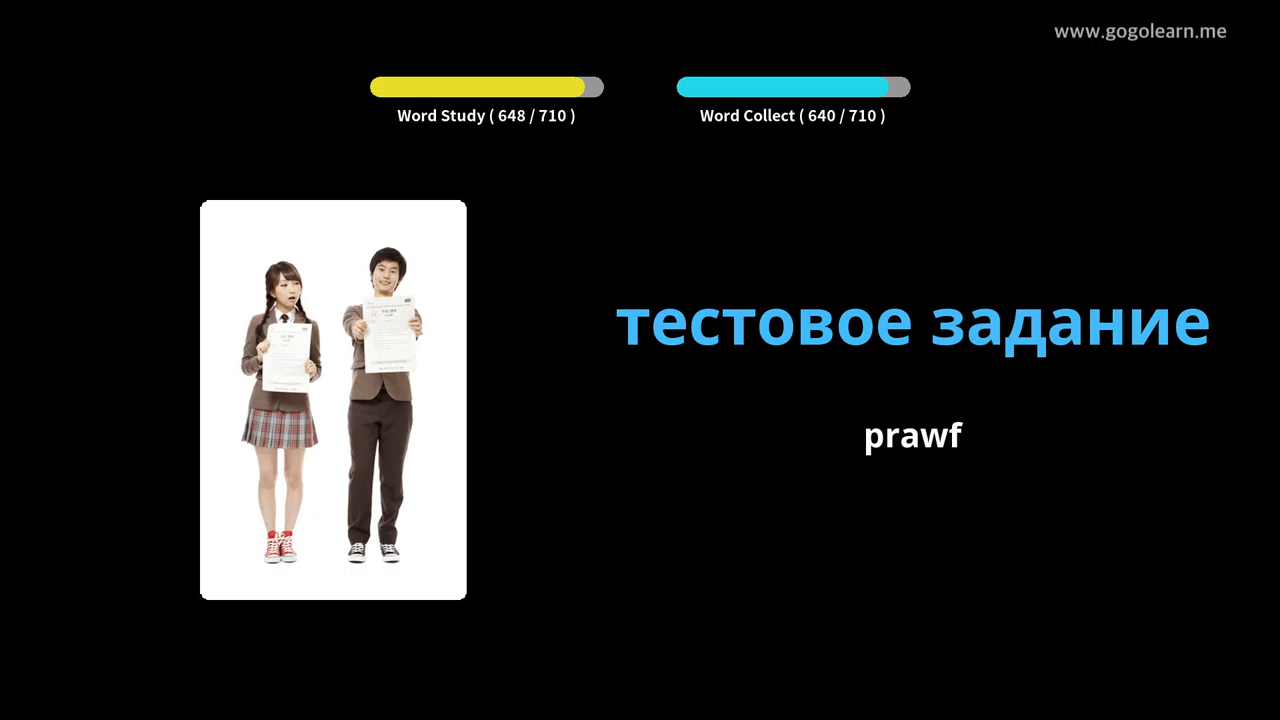 www.gogolearn.me
Word Study ( 648 / 710 )
Word Collect ( 640 / 710 )
тестовое задание
prawf